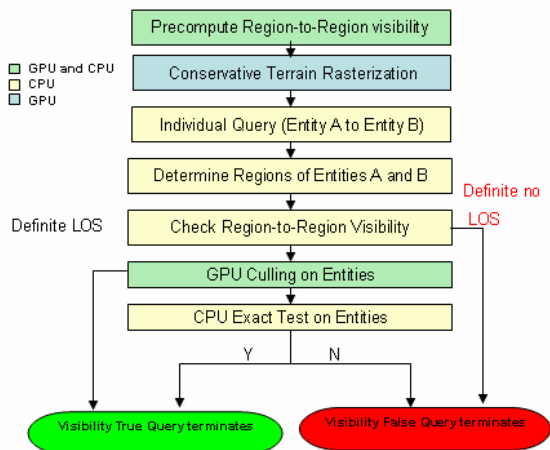 Precompute Region-to-Region visibility
GPU and CPU
CPU
GPU
Conservative Terrain Rasterization
Individual Query (Entity A to Entity B)
Determine Regions of Entities A and B
Definite no
LOS
Definite LOS
Check Region-to-Region Visibility
GPU Culling on Entities
CPU Exact Test on Entities
Y
N
Visibility True Query terminates
Visibility False Query terminates